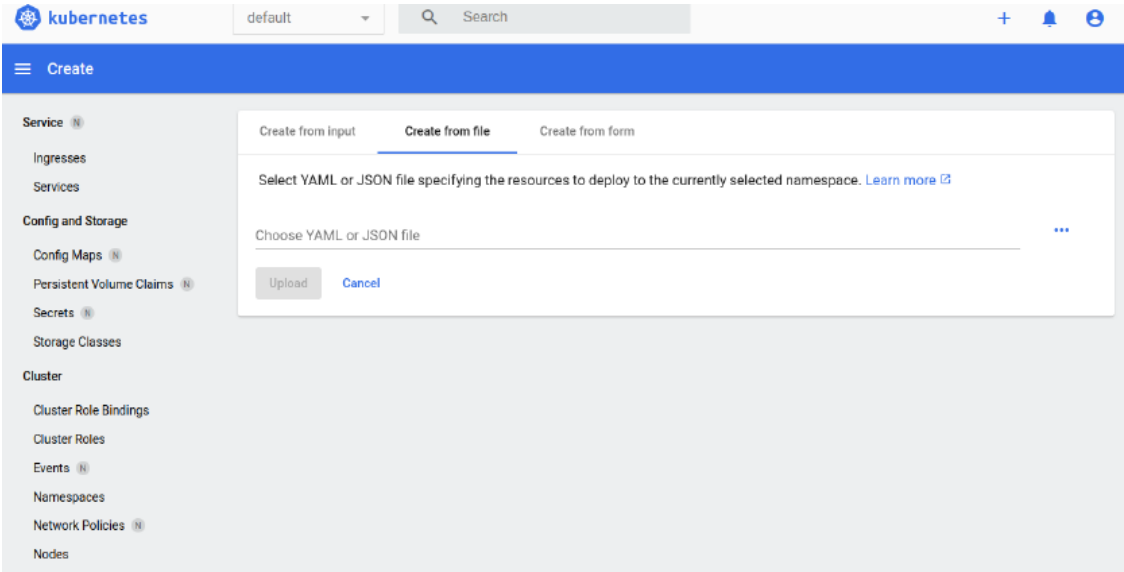 kubernetes
default
Search
Create
Service N
Ingresses
Services
Config and Storage
Config Maps N
Persistent Volume Claims N
Secrets N
Storage Classes
Cluster
Cluster Role Bindings
Cluster Roles
Events N
Namespaces
Network Policies N
Nodes
Create from input Create from file Create from form
Select YAML or JSON file specifying the resources to deploy to the currently selected namespace. Learn more
Choose YAML or JSON file
Upload Cancel